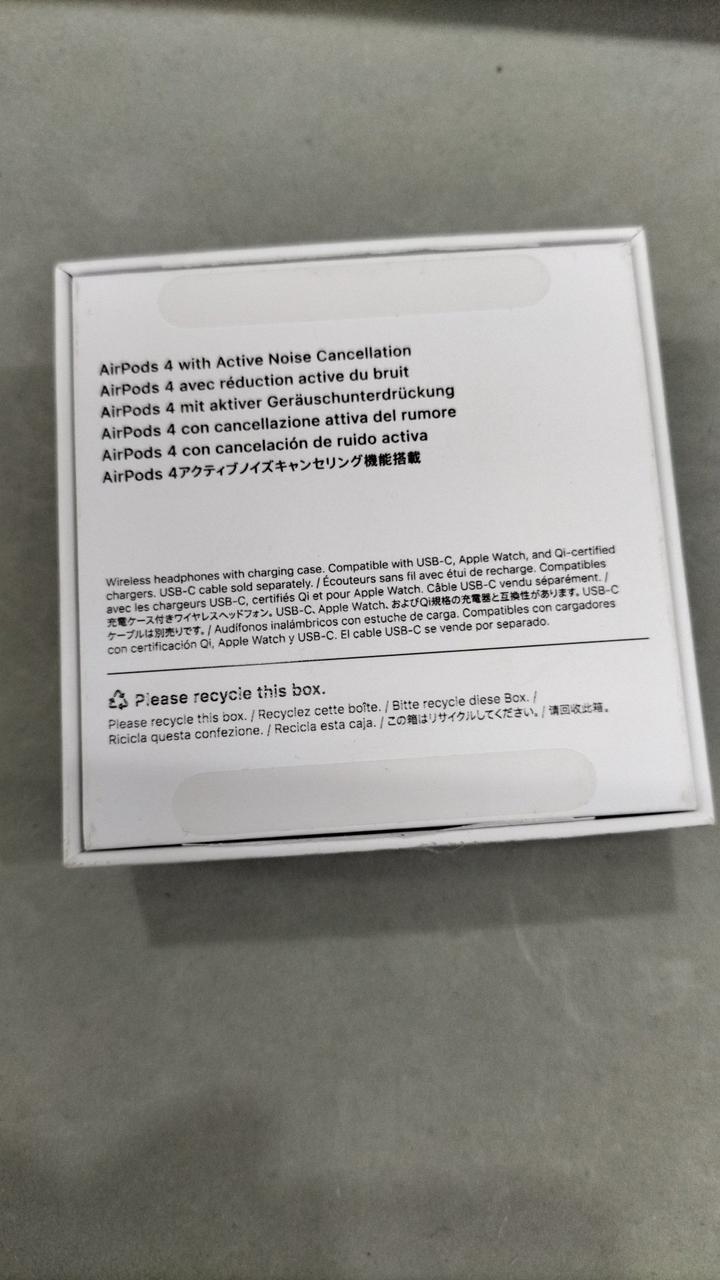 AirPods 4 with Active Noise Cancellation
AirPods 4 avec réduction active du bruit
AirPods 4 mit aktiver Geräuschunterdrückung
AirPods 4 con cancellazione attiva del rumore
AirPods 4 con cancelación de ruido activa
AirPods 4アクティブノイズキャンセリング機能搭載
Wireless headphones with charging case. Compatible with USB-C, Apple Watch, and Qi-certified
chargers. USB-C cable sold separately. / Écouteurs sans fil avec étui de recharge. Compatibles
avec les chargeurs USB-C, certifiés Qi et pour Apple Watch. Câble USB-C vendu séparément. /
充電ケース付きワイヤレスヘッドフォン。USB-C、Apple Watch、およびQi規格の充電器と互換性があります。USB-C
ケーブルは別売りです。/ Audífonos inalámbricos con estuche de carga. Compatibles con cargadores
con certificación Qi, Apple Watch y USB-C. El cable USB-C se vende por separado.
Please recycle this box.
Please recycle this box. / Recyclez cette boîte. / Bitte recycle diese Box. /
Ricicla questa confezione. / Recicla esta caja. / この箱はリサイクルしてください。/ 请回收此箱。